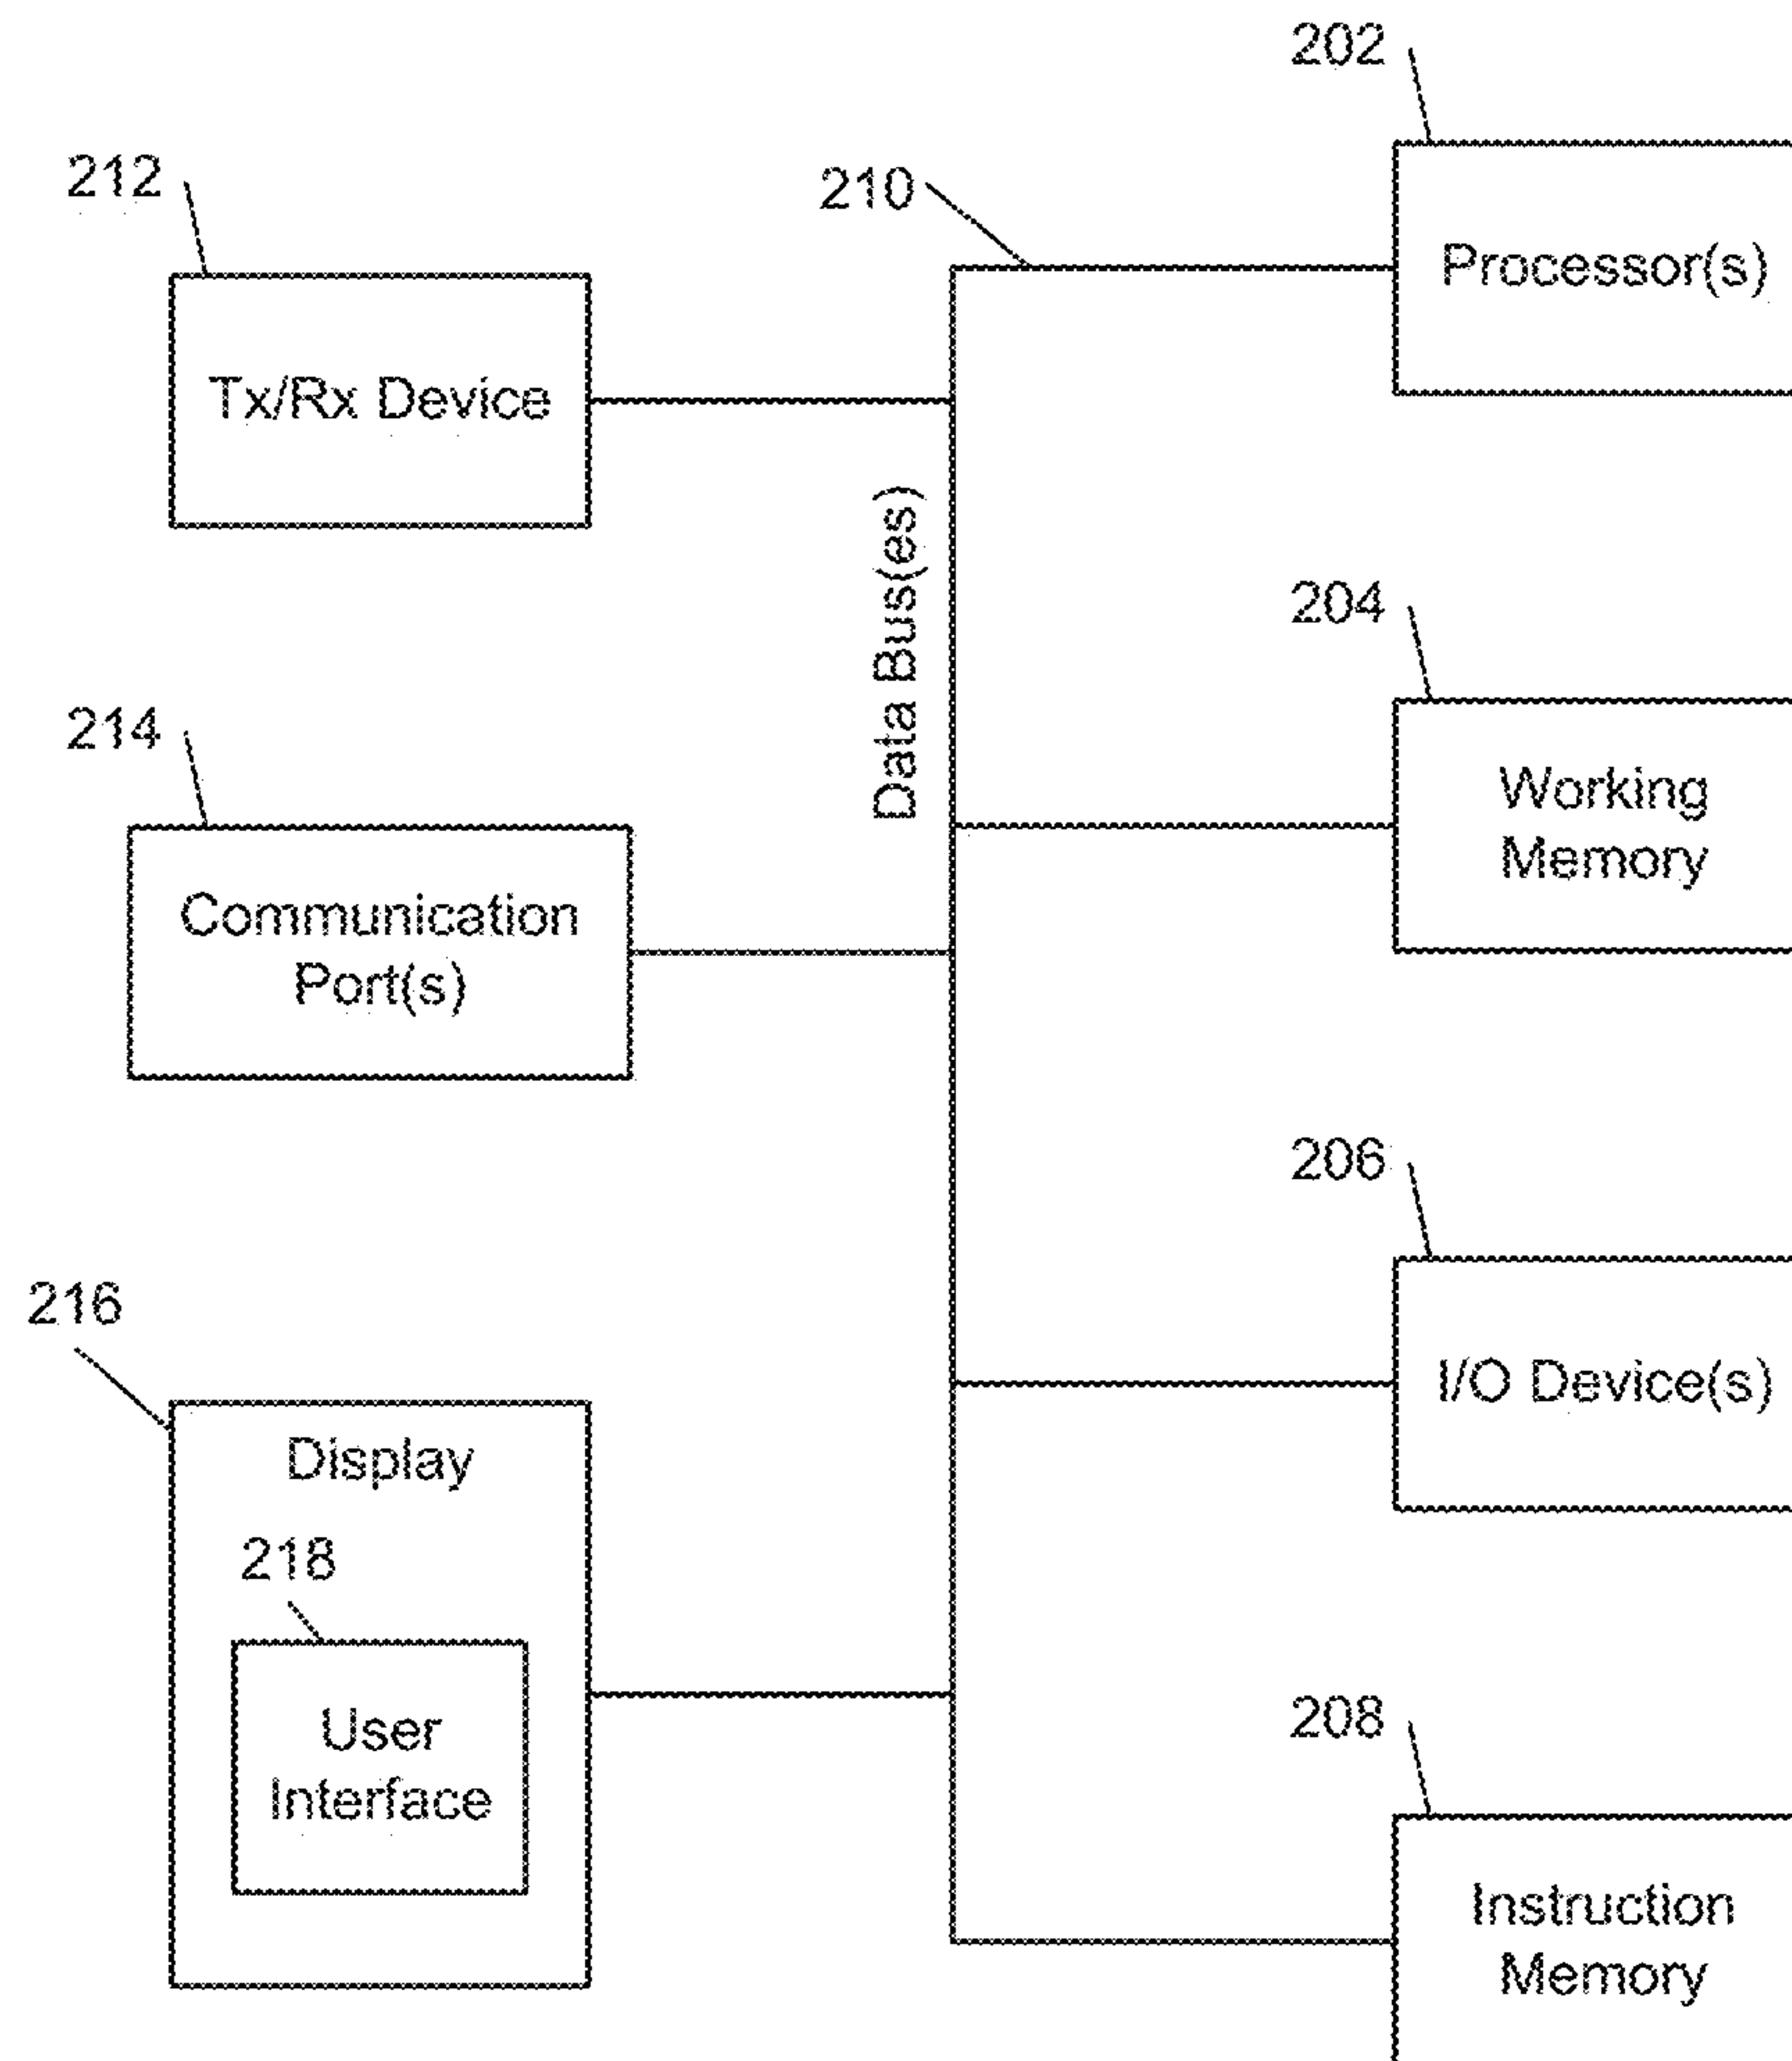 202
212
210
Processor(s)
Tx/Rx Device
Data Bus(es)
204
214
Working
Memory
Communication
Port(s)
206
216
I/O Device(s)
Display
218
208
User
Interface
Instruction
Memory